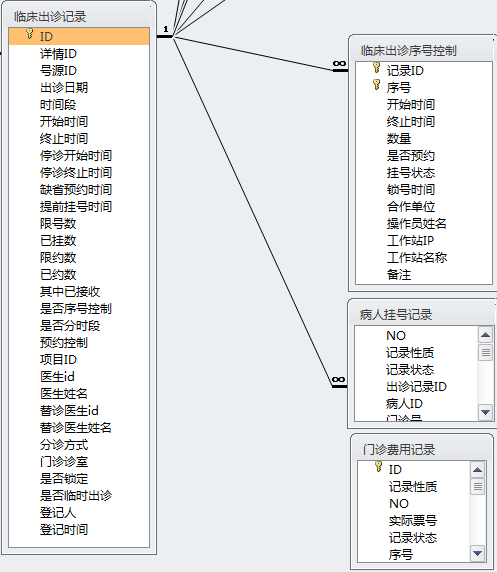 临床出诊记录
ID
详情ID
号源ID
出诊日期
时间段
开始时间
终止时间
停诊开始时间
停诊终止时间
缺省预约时间
提前挂号时间
限号数
已挂数
限约数
已约数
其中已接收
是否序号控制
是否分时段
预约控制
项目ID
医生id
医生姓名
替诊医生id
替诊医生姓名
分诊方式
门诊诊室
是否锁定
是否临时出诊
登记人
登记时间
1
∞
∞
临床出诊序号控制
记录ID
序号
开始时间
终止时间
数量
是否预约
挂号状态
锁号时间
合作单位
操作员姓名
工作站IP
工作站名称
备注
病人挂号记录
NO
记录性质
记录状态
出诊记录ID
病人ID
门诊号
门诊费用记录
ID
记录性质
NO
实际票号
记录状态
序号